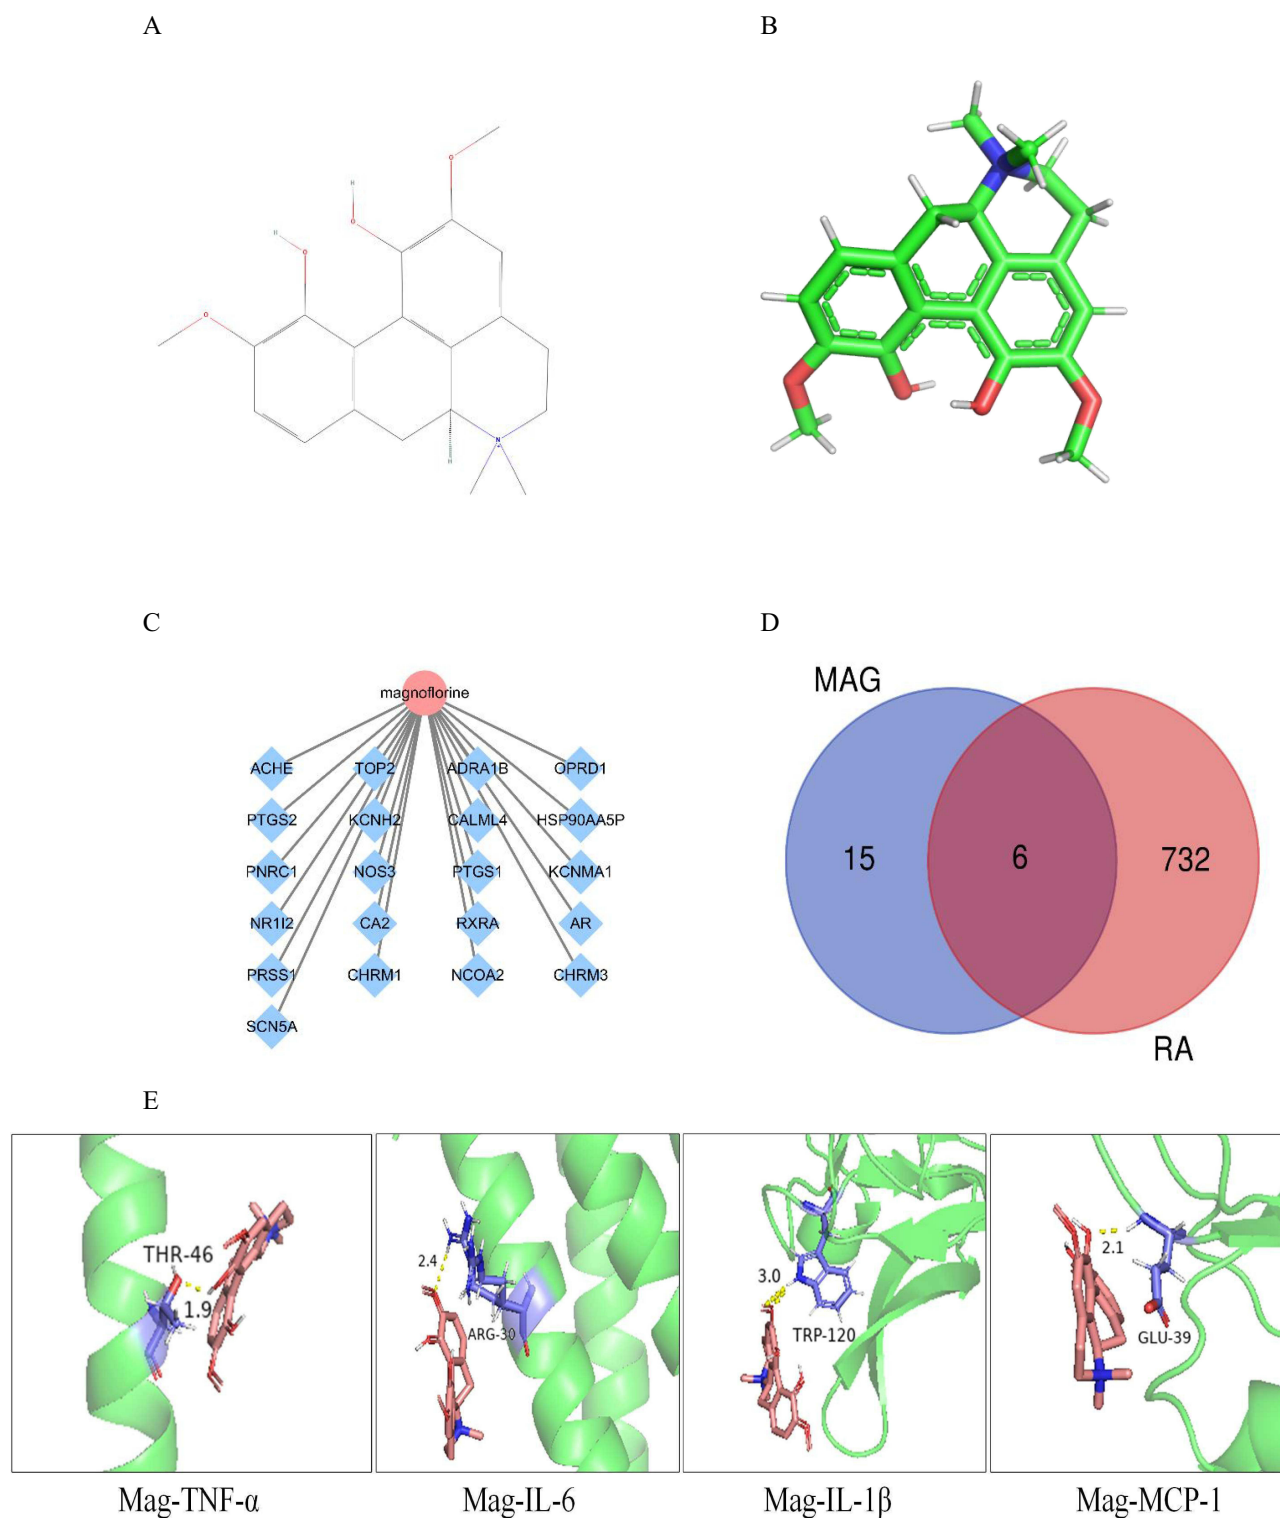 A B
H
O
O
H
O
O
N
+
H
C D
magnoflorine
ACHE TOP2 ADRA1B OPRD1
PTGS2 KCNH2 CALML4 HSP90AA5P
PNRC1 NOS3 PTGS1 KCNMA1
NR1I2 CA2 RXRA AR
PRSS1 CHRM1 NCOA2 CHRM3
SCN5A
MAG
15 6 732
RA
E
THR-46
1.9
2.4
ARG-30
3.0
TRP-120
2.1
GLU-39
Mag-TNF-α Mag-IL-6 Mag-IL-1β Mag-MCP-1